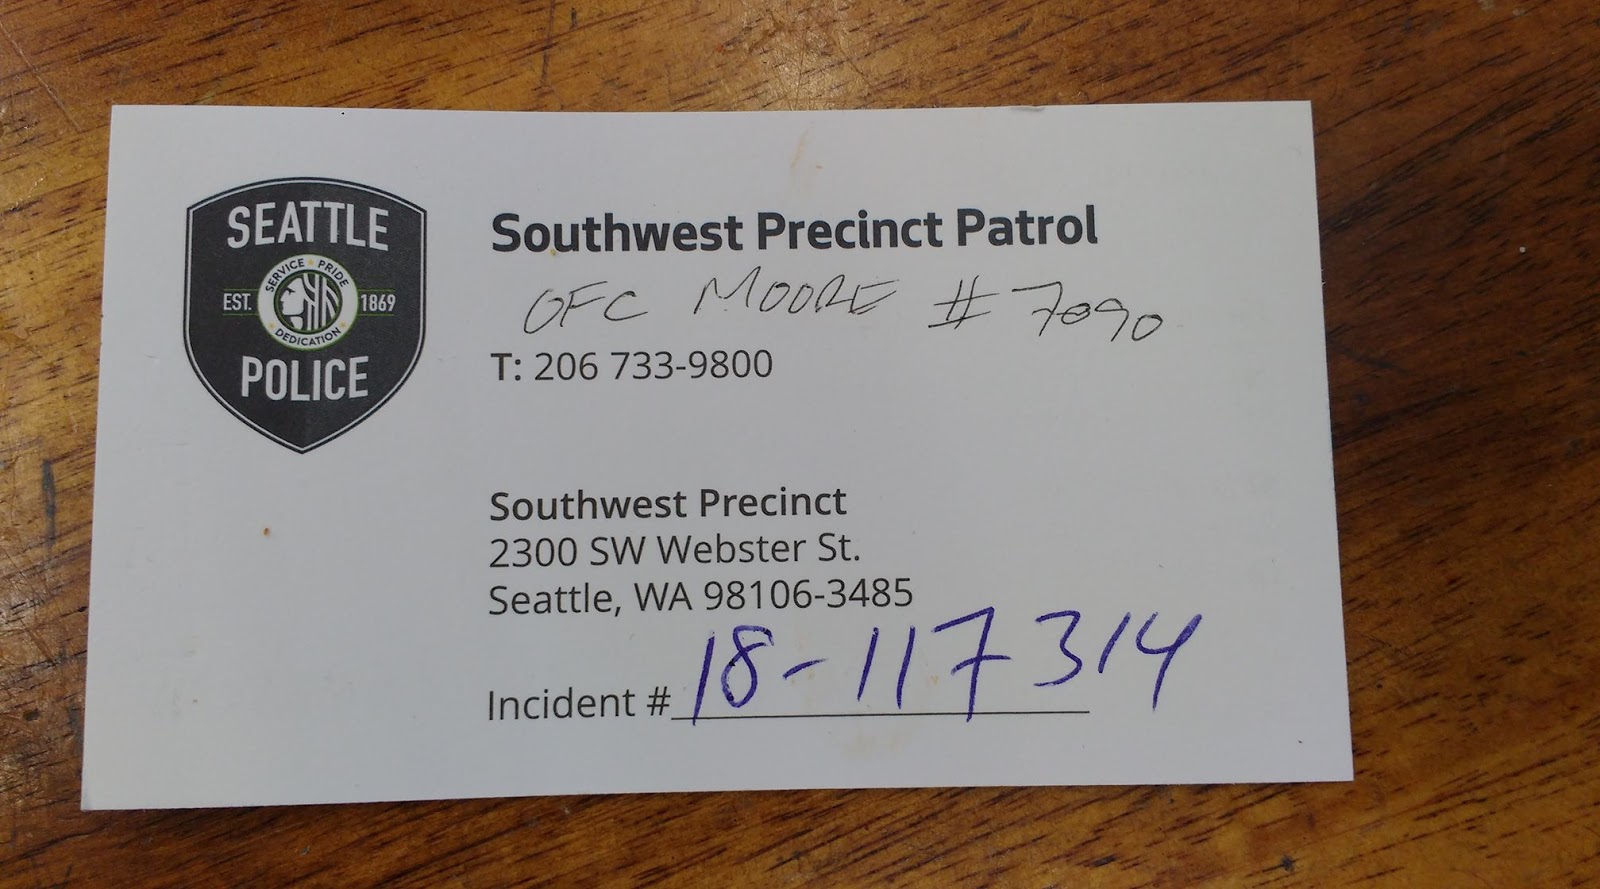 SEATTLE
SERVICE PRIDE
EST. 1869
DEDICATION
POLICE
Southwest Precinct Patrol
OFC MOORE # 7090
T: 206 733-9800
Southwest Precinct
2300 SW Webster St.
Seattle, WA 98106-3485
Incident # 18-117314